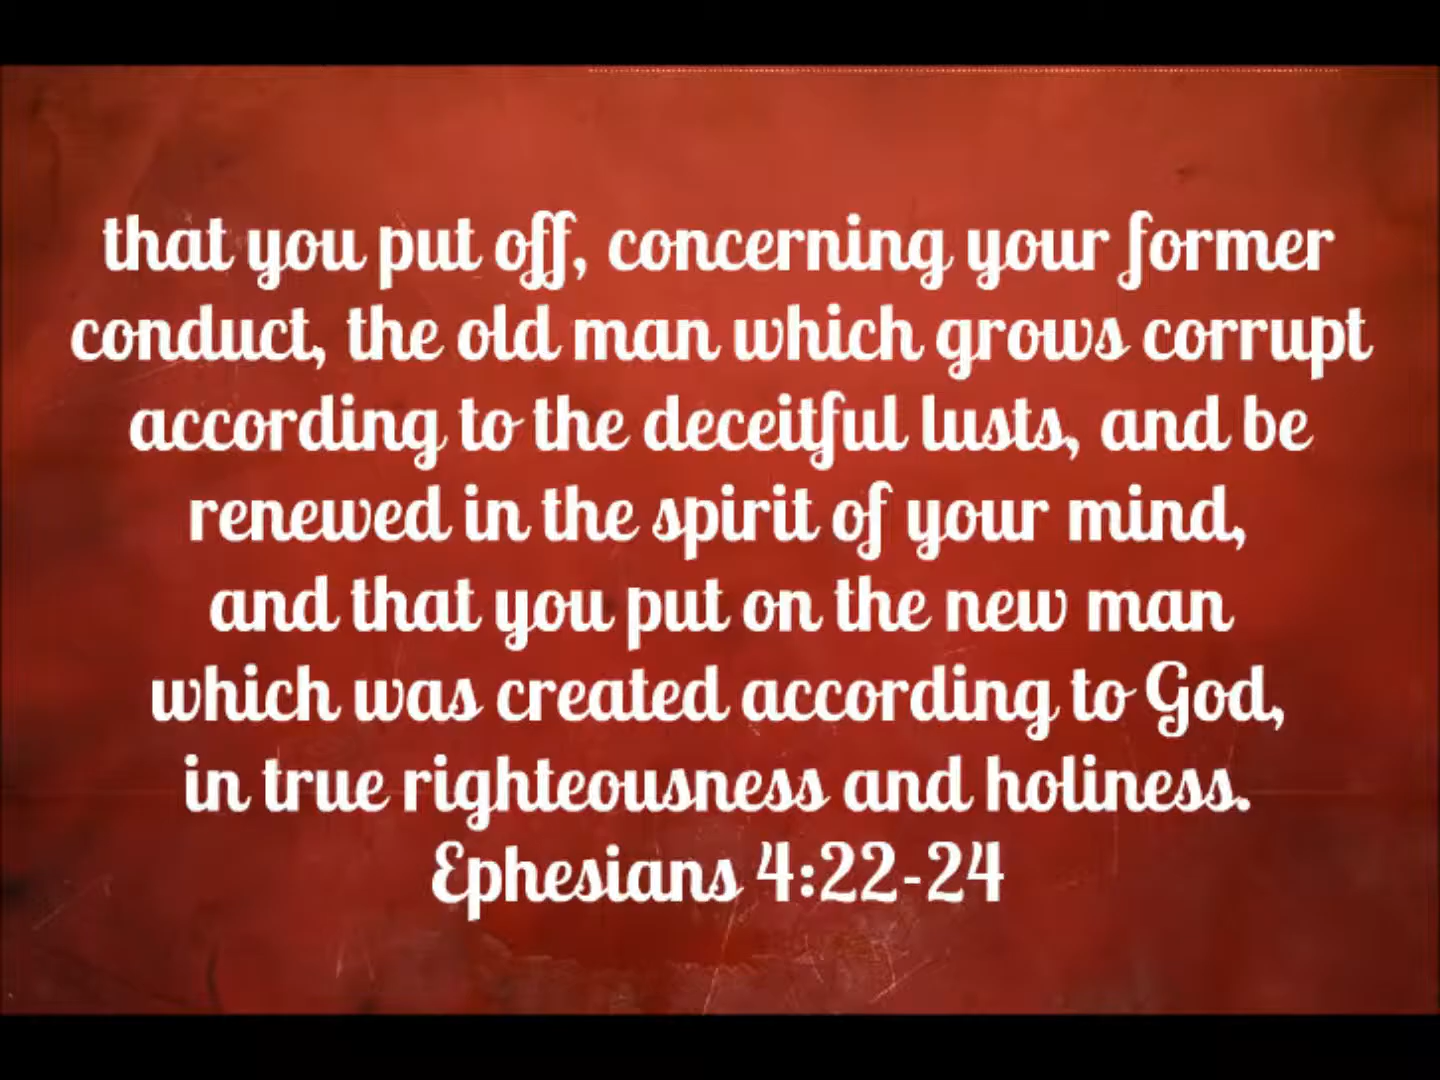 that you put off, concerning your former
conduct, the old man which grows corrupt
according to the deceitful lusts, and be
renewed in the spirit of your mind,
and that you put on the new man
which was created according to God,
in true righteousness and holiness.
Ephesians 4:22-24